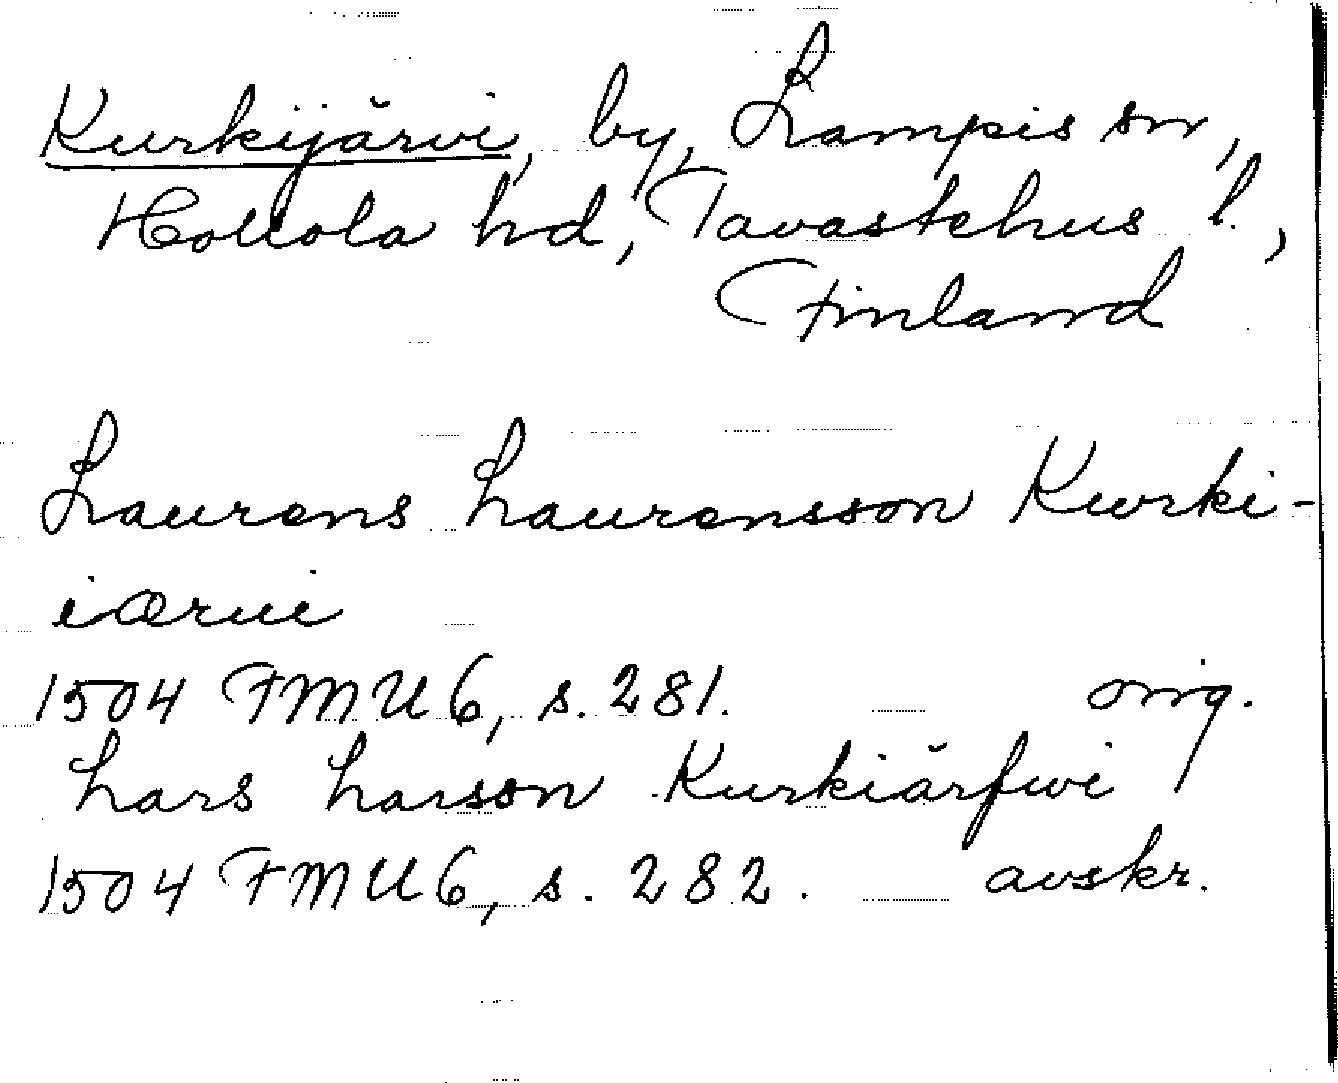 Kurkijärvi, by, Lampis sn,
Hollola hd, Tavastehus l.,
Finland
Laurens Laurensson Kurki-
iærui
1504 FMU 6, s. 281. orig.
Lars Larsson Kurkiärfwi
1504 FMU 6, s. 282. avskr.